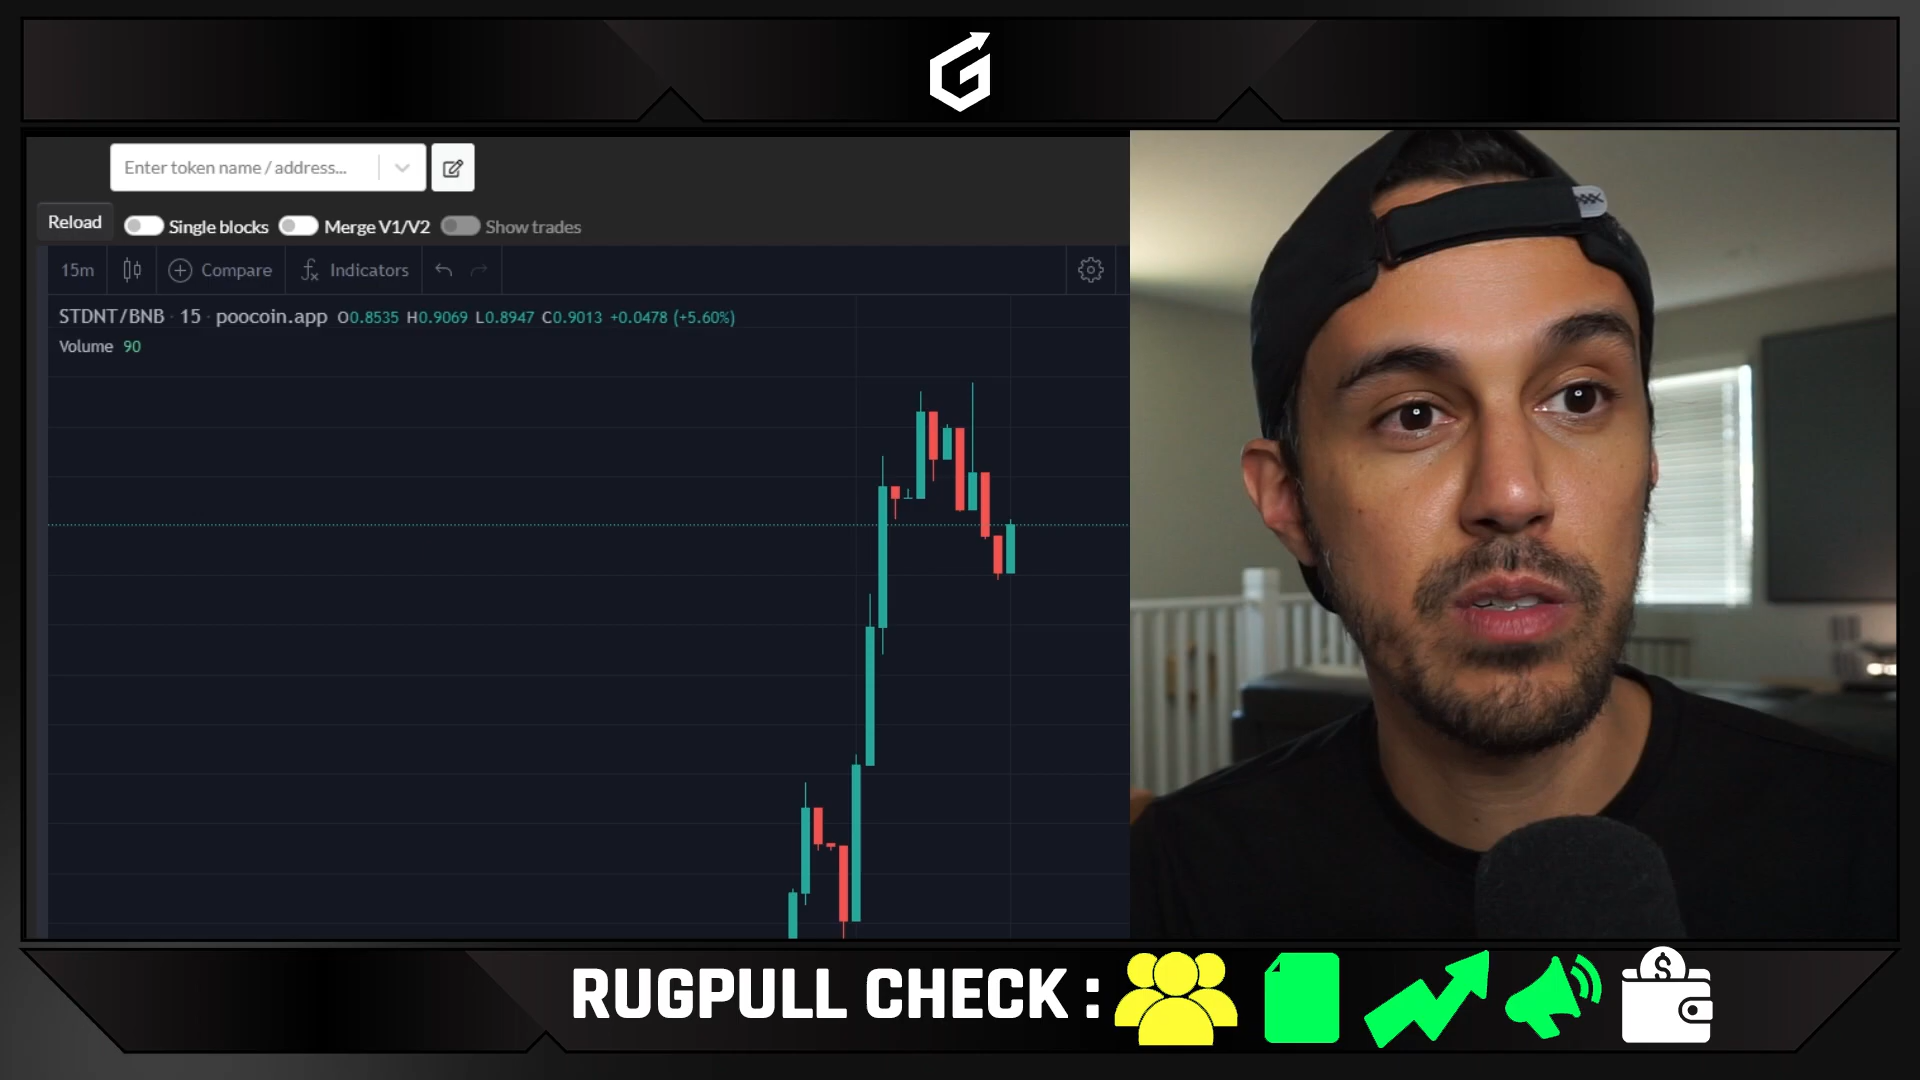 Enter token name / address...
Reload Single blocks Merge V1/V2 Show trades
15m Compare Indicators
STDNT/BNB · 15 · poocoin.app O0.8535 H0.9069 L0.8947 C0.9013 +0.0478 (+5.60%)
Volume 90
RUGPULL CHECK :